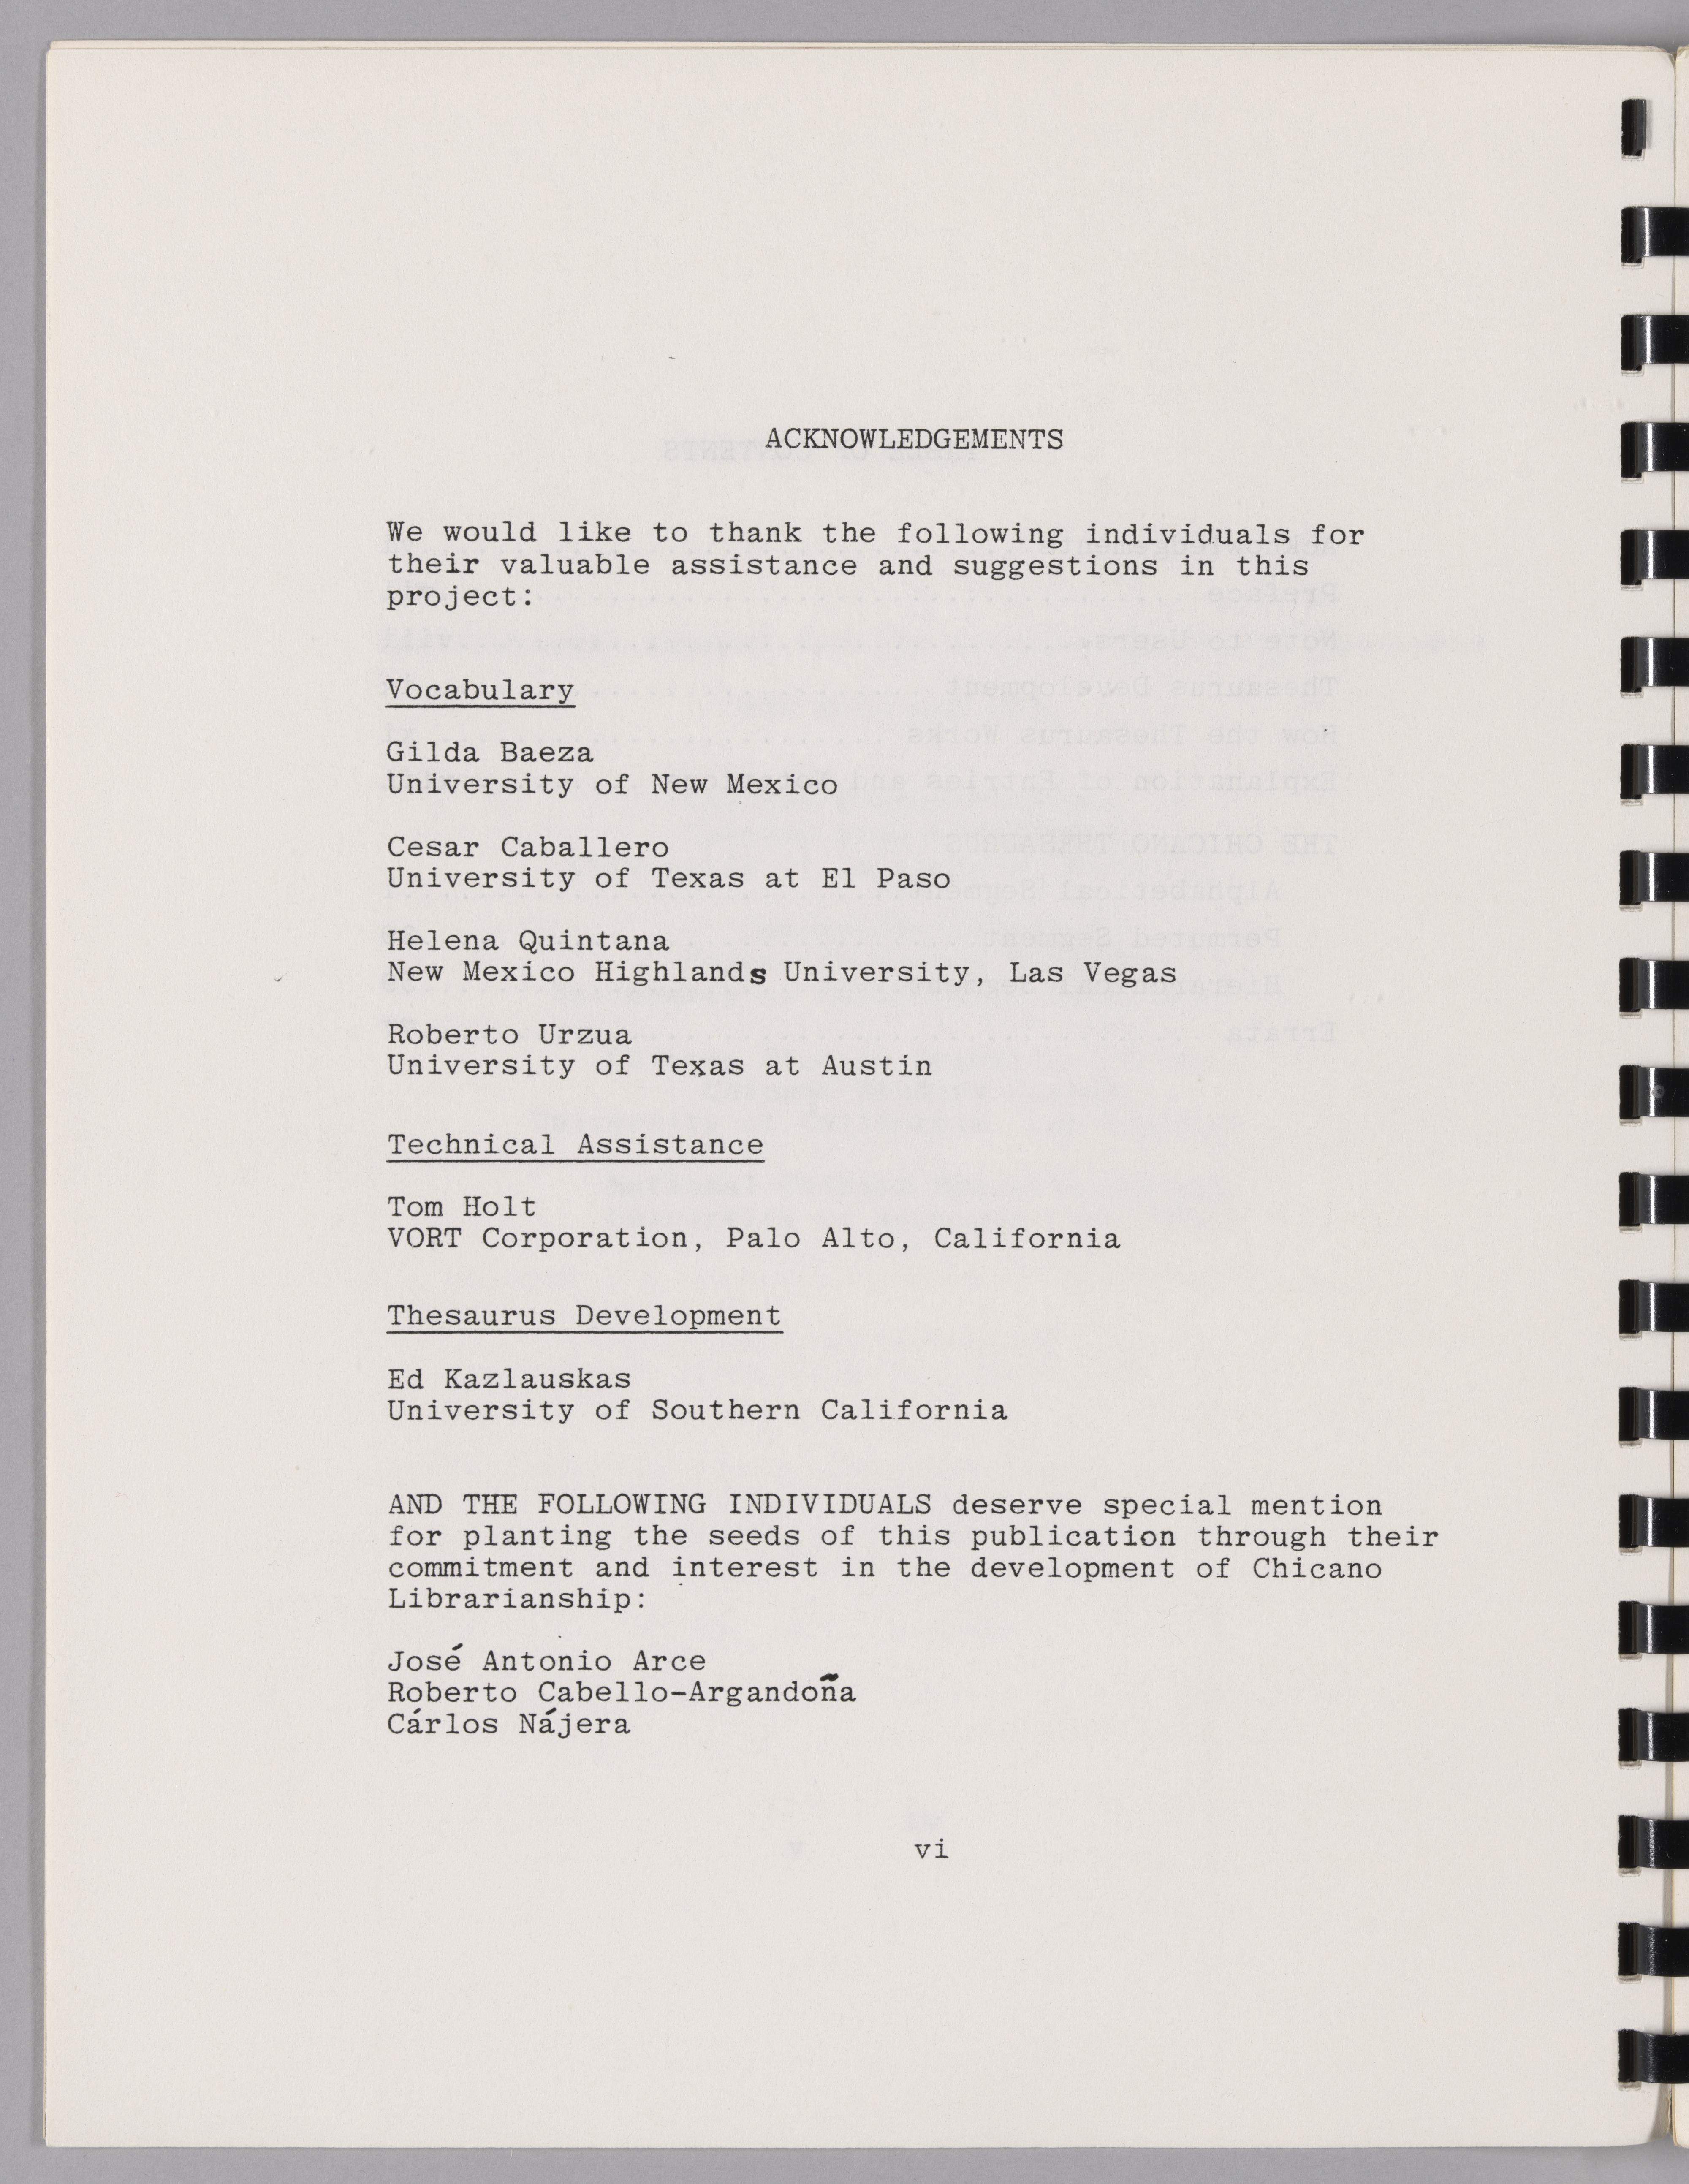 ACKNOWLEDGEMENTS
We would like to thank the following individuals for
their valuable assistance and suggestions in this
project:
Vocabulary
Gilda Baeza
University of New Mexico
Cesar Caballero
University of Texas at El Paso
Helena Quintana
New Mexico Highlands University, Las Vegas
Roberto Urzua
University of Texas at Austin
Technical Assistance
Tom Holt
VORT Corporation, Palo Alto, California
Thesaurus Development
Ed Kazlauskas
University of Southern California
AND THE FOLLOWING INDIVIDUALS deserve special mention
for planting the seeds of this publication through their
commitment and interest in the development of Chicano
Librarianship:
José Antonio Arce
Roberto Cabello-Argandoña
Cárlos Nájera
vi